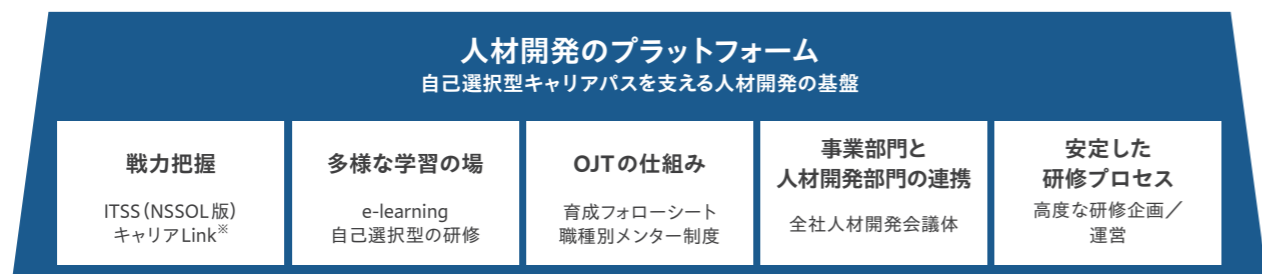 人材開発のプラットフォーム
自己選択型キャリアパスを支える人材開発の基盤
戦力把握
ITSS（NSSOL版）
キャリアLink※
多様な学習の場
e-learning
自己選択型の研修
OJTの仕組み
育成フォローシート
職種別メンター制度
事業部門と
人材開発部門の連携
全社人材開発会議体
安定した
研修プロセス
高度な研修企画／
運営